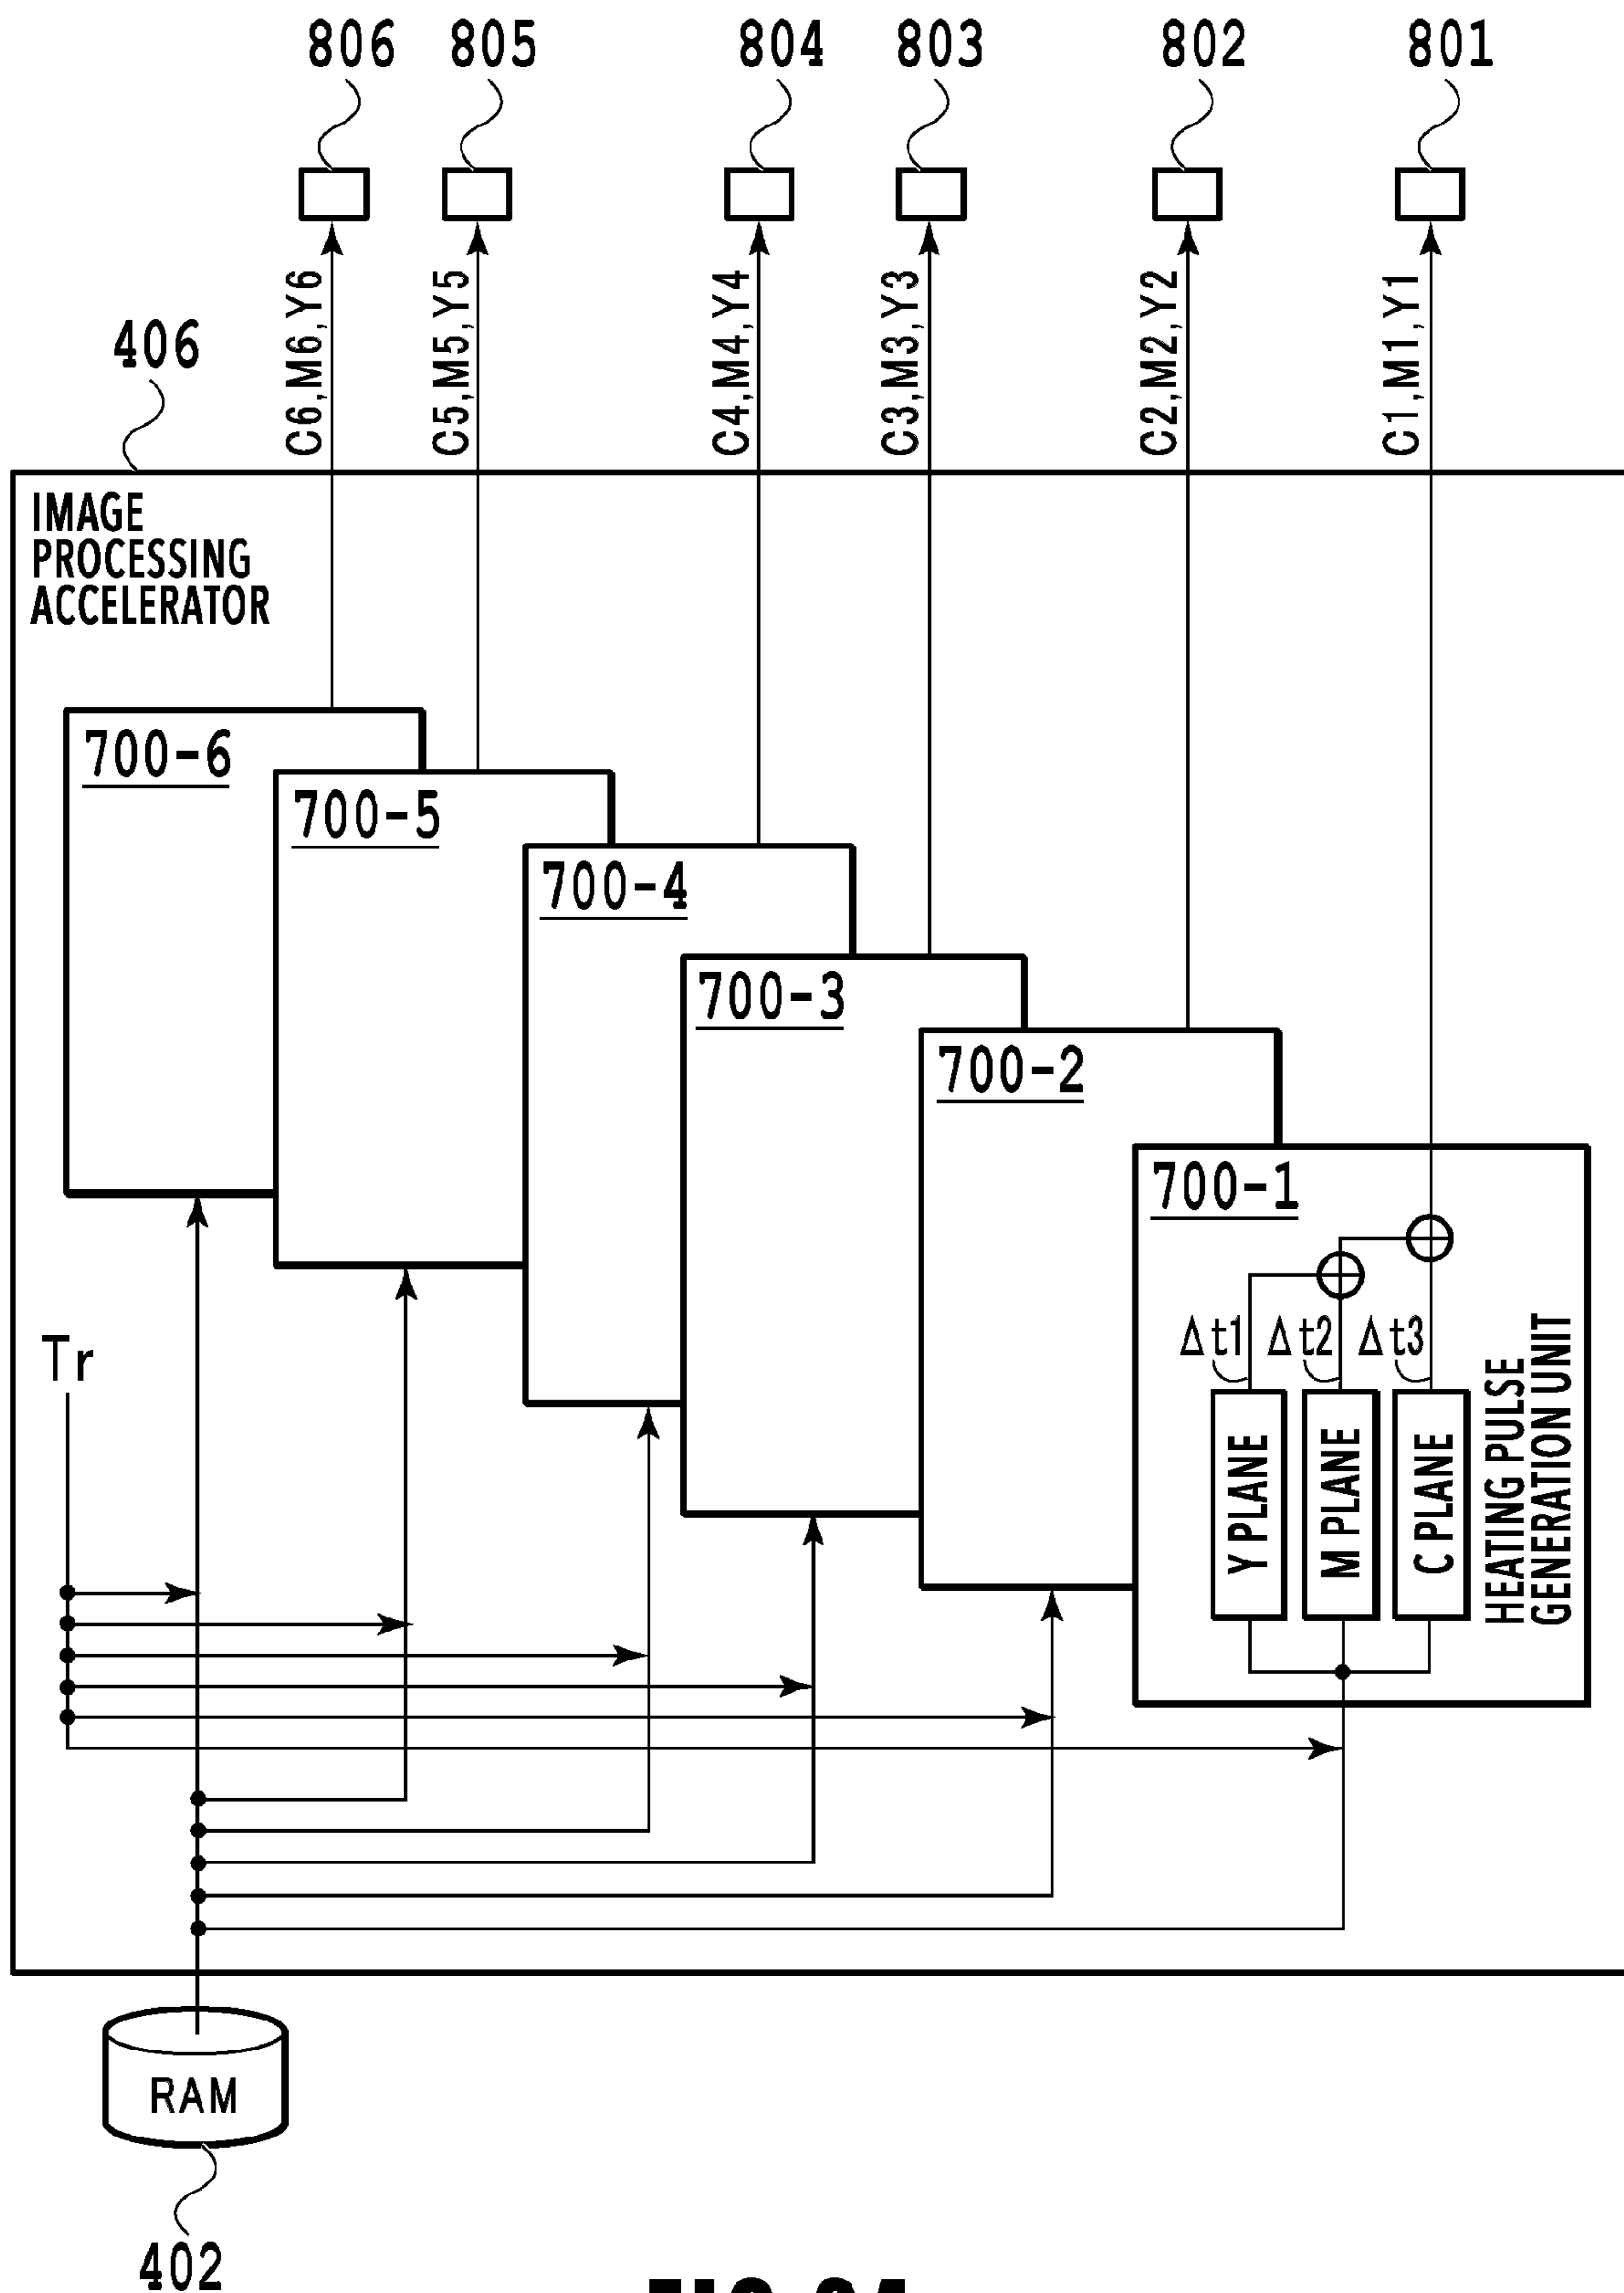 806 805 804 803 802 801
406
C6,M6,Y6
C5,M5,Y5
C4,M4,Y4
C3,M3,Y3
C2,M2,Y2
C1,M1,Y1
IMAGE
PROCESSING
ACCELERATOR
700-6
700-5
700-4
700-3
700-2
700-1
Δt1 Δt2 Δt3
Tr
Y PLANE
M PLANE
C PLANE
HEATING PULSE
GENERATION UNIT
RAM
402